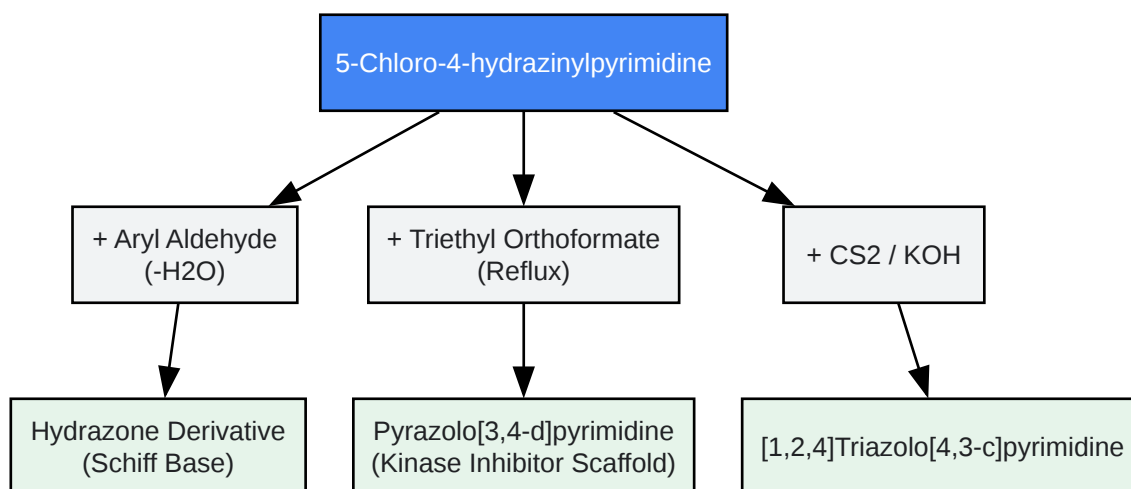 5-Chloro-4-hydrazinylpyrimidine
+ Aryl Aldehyde
(-H2O)
+ Triethyl Orthoformate
(Reflux)
+ CS2 / KOH
Hydrazone Derivative
(Schiff Base)
Pyrazolo[3,4-d]pyrimidine
(Kinase Inhibitor Scaffold)
[1,2,4]Triazolo[4,3-c]pyrimidine